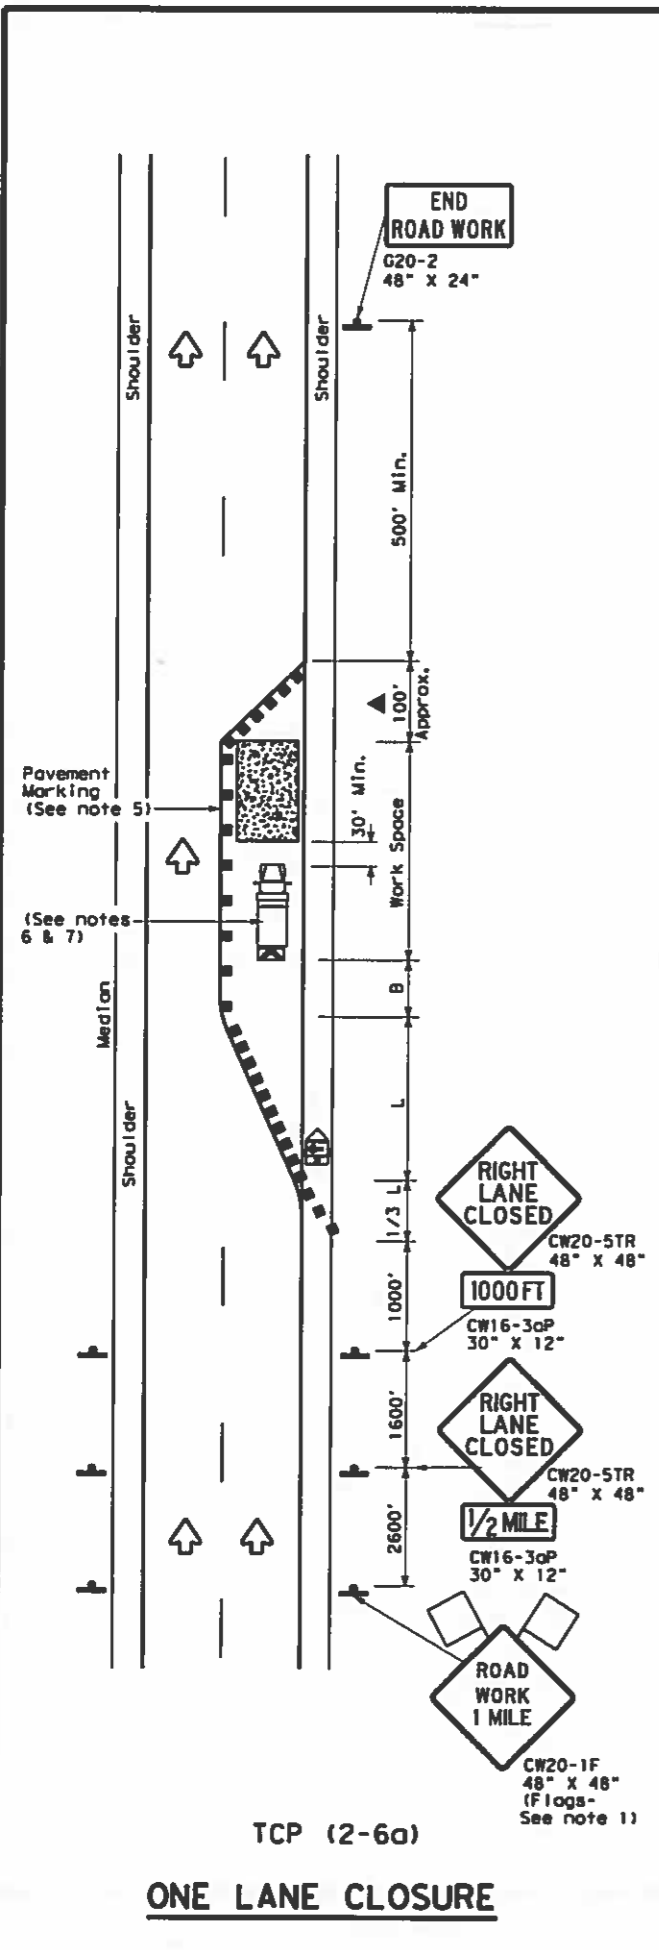 END
ROAD WORK
G20-2
48" X 24"
Shoulder
Shoulder
500' Min.
100'
Approx.
Pavement
Marking
(See note 5)
30' Min.
Work Space
(See notes
6 & 7)
B
Median
L
Shoulder
1/3 L
RIGHT
LANE
CLOSED
CW20-5TR
48" X 48"
1000 FT
CW16-3aP
30" X 12"
1000'
1600'
RIGHT
LANE
CLOSED
CW20-5TR
48" X 48"
1/2 MILE
CW16-3aP
30" X 12"
2600'
ROAD
WORK
1 MILE
CW20-1F
48" X 48"
(Flags-
See note 1)
TCP (2-6a)
ONE LANE CLOSURE